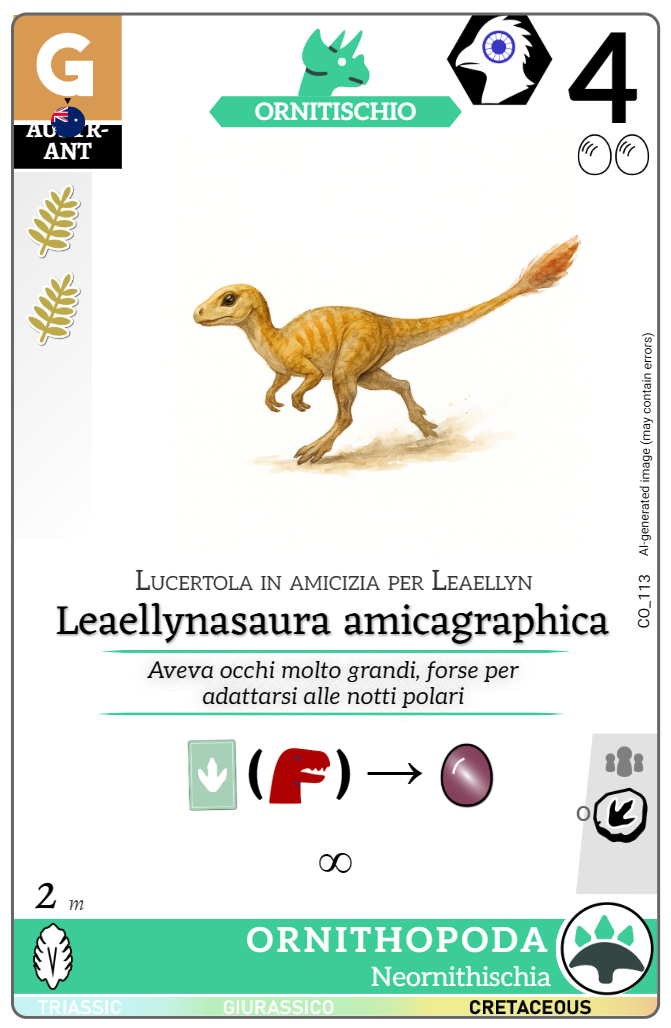 G
AUSTR-
ANT
ORNITISCHIO
4
AI-generated image (may contain errors)
CO_113
Lucertola in amicizia per Leaellyn
Leaellynasaura amicagraphica
Aveva occhi molto grandi, forse per
adattarsi alle notti polari
( ) →
O
∞
2 m
V
ORNITHOPODA
Neornithischia
TRIASSIC GIURASSICO CRETACEOUS